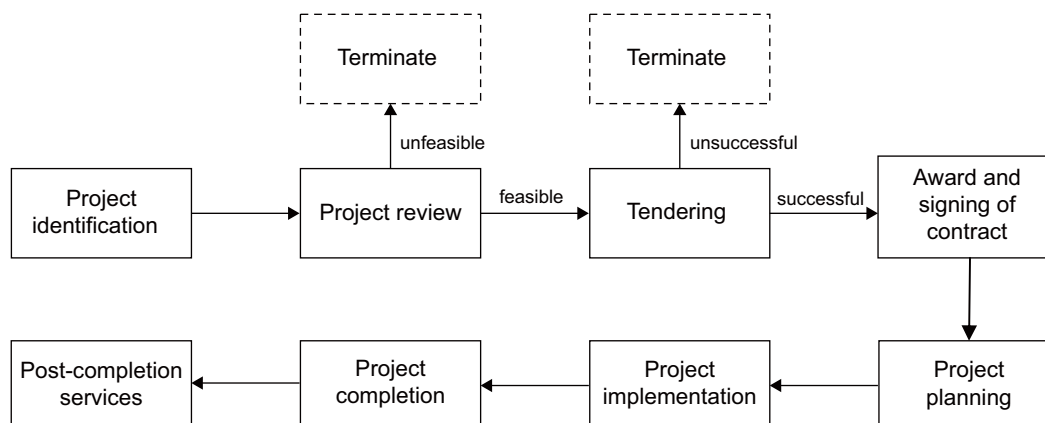 Terminate
Terminate
unfeasible
unsuccessful
Project
identification
Project review
feasible
Tendering
successful
Award and
signing of
contract
Post-completion
services
Project
completion
Project
implementation
Project
planning